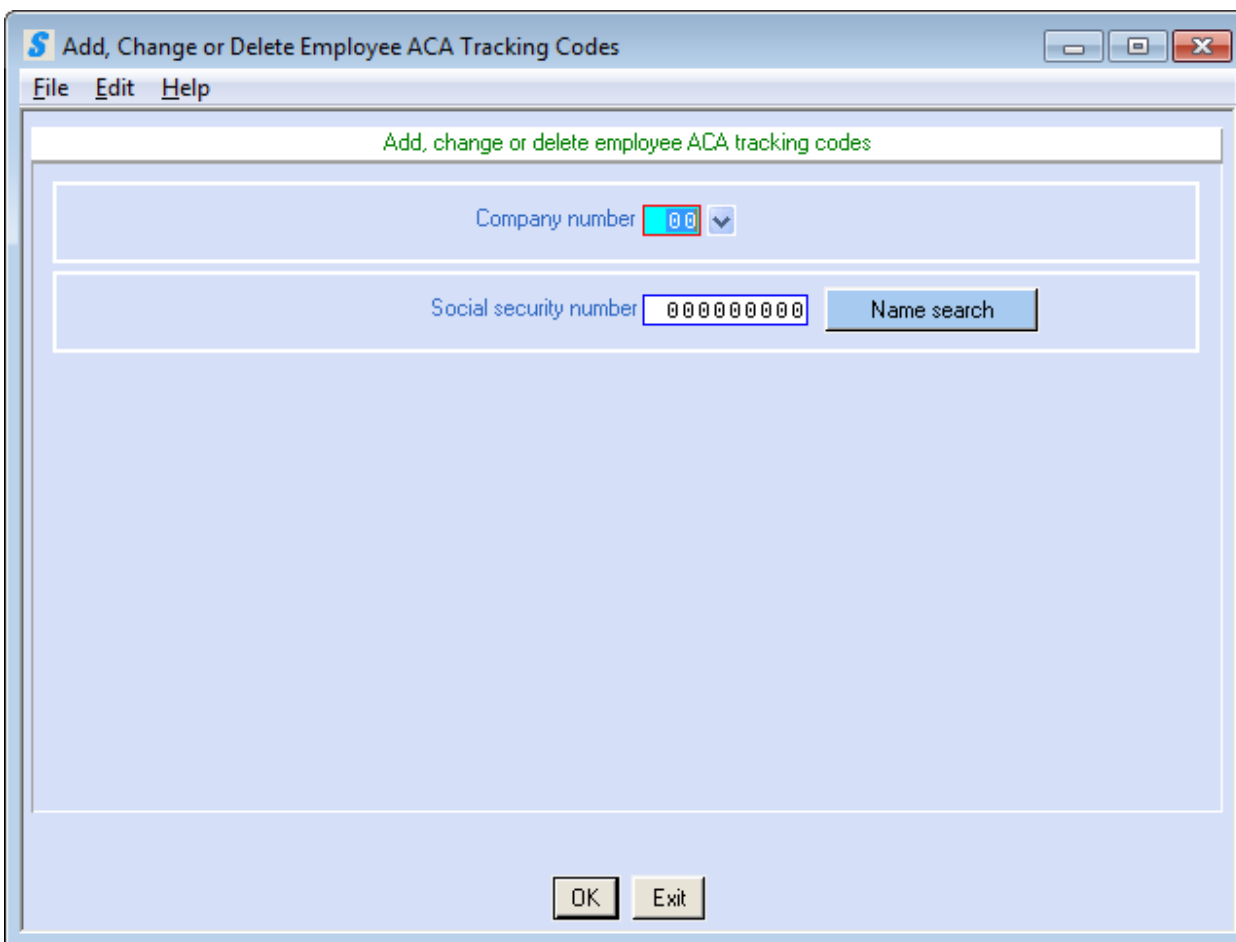 S Add, Change or Delete Employee ACA Tracking Codes
File Edit Help
Add, change or delete employee ACA tracking codes
Company number 00
Social security number 000000000 Name search
OK Exit